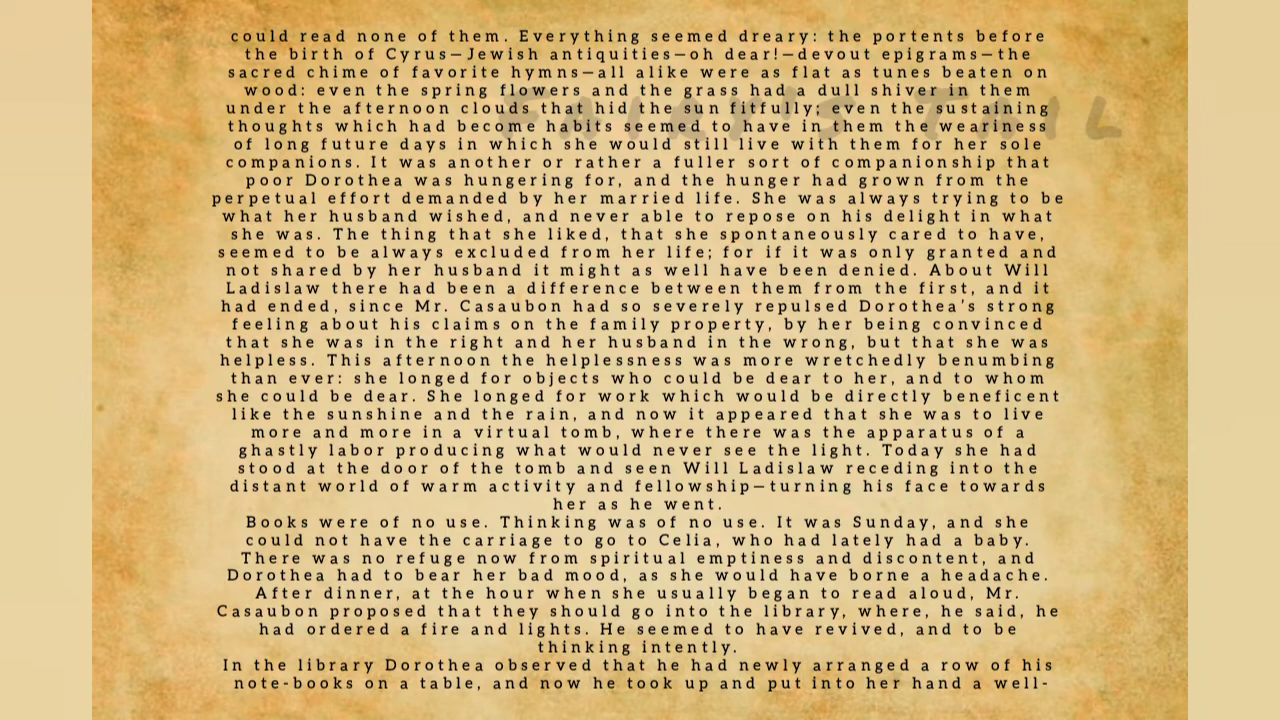 could read none of them. Everything seemed dreary: the portents before
the birth of Cyrus—Jewish antiquities—oh dear!—devout epigrams—the
sacred chime of favorite hymns—all alike were as flat as tunes beaten on
wood: even the spring flowers and the grass had a dull shiver in them
under the afternoon clouds that hid the sun fitfully; even the sustaining
thoughts which had become habits seemed to have in them the weariness
of long future days in which she would still live with them for her sole
companions. It was another or rather a fuller sort of companionship that
poor Dorothea was hungering for, and the hunger had grown from the
perpetual effort demanded by her married life. She was always trying to be
what her husband wished, and never able to repose on his delight in what
she was. The thing that she liked, that she spontaneously cared to have,
seemed to be always excluded from her life; for if it was only granted and
not shared by her husband it might as well have been denied. About Will
Ladislaw there had been a difference between them from the first, and it
had ended, since Mr. Casaubon had so severely repulsed Dorothea's strong
feeling about his claims on the family property, by her being convinced
that she was in the right and her husband in the wrong, but that she was
helpless. This afternoon the helplessness was more wretchedly benumbing
than ever: she longed for objects who could be dear to her, and to whom
she could be dear. She longed for work which would be directly beneficent
like the sunshine and the rain, and now it appeared that she was to live
more and more in a virtual tomb, where there was the apparatus of a
ghastly labor producing what would never see the light. Today she had
stood at the door of the tomb and seen Will Ladislaw receding into the
distant world of warm activity and fellowship—turning his face towards
her as he went.
Books were of no use. Thinking was of no use. It was Sunday, and she
could not have the carriage to go to Celia, who had lately had a baby.
There was no refuge now from spiritual emptiness and discontent, and
Dorothea had to bear her bad mood, as she would have borne a headache.
After dinner, at the hour when she usually began to read aloud, Mr.
Casaubon proposed that they should go into the library, where, he said, he
had ordered a fire and lights. He seemed to have revived, and to be
thinking intently.
In the library Dorothea observed that he had newly arranged a row of his
note-books on a table, and now he took up and put into her hand a well-